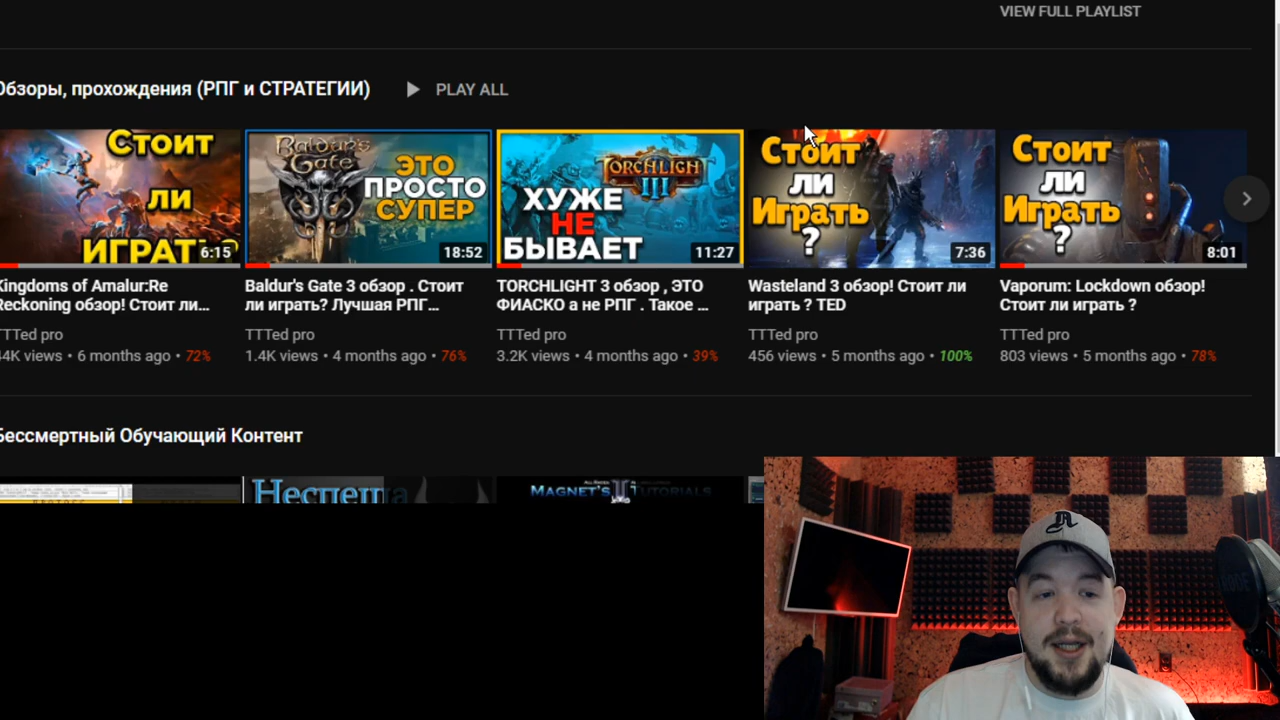 VIEW FULL PLAYLIST
Обзоры, прохождения (РПГ и СТРАТЕГИИ)
PLAY ALL
Стоит
ли
ИГРАТЬ
6:15
Baldur's
Gate
ЭТО
ПРОСТО
СУПЕР
18:52
TORCHLIGHT
III
ХУЖЕ
НЕ
БЫВАЕТ
11:27
Стоит
ли
Играть
?
7:36
Стоит
ли
Играть
?
8:01
Kingdoms of Amalur:Re
Reckoning обзор! Стоит ли...
TTTed pro
44K views • 6 months ago • 72%
Baldur's Gate 3 обзор . Стоит
ли играть? Лучшая РПГ...
TTTed pro
1.4K views • 4 months ago • 76%
TORCHLIGHT 3 обзор , ЭТО
ФИАСКО а не РПГ . Такое ...
TTTed pro
3.2K views • 4 months ago • 39%
Wasteland 3 обзор! Стоит ли
играть ? TED
TTTed pro
456 views • 5 months ago • 100%
Vaporum: Lockdown обзор!
Стоит ли играть ?
TTTed pro
803 views • 5 months ago • 78%
Бессмертный Обучающий Контент
MAGNET'S TUTORIALS
RODE